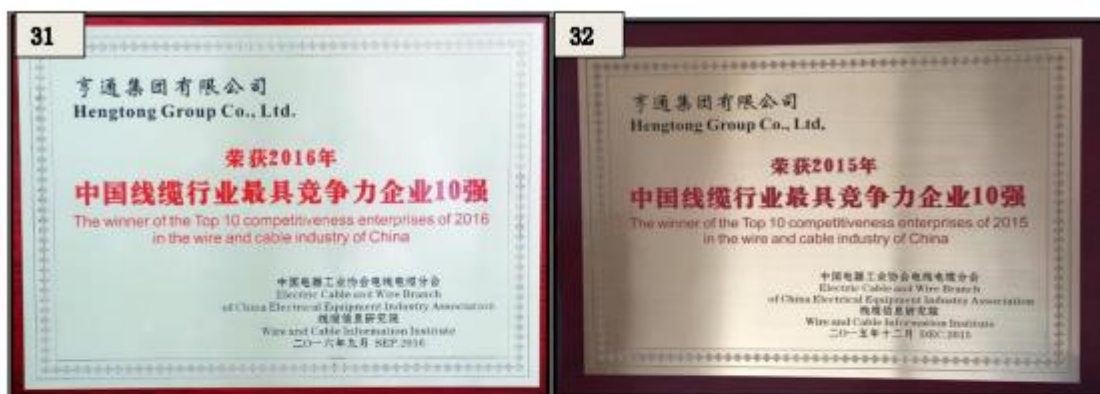 31
亨通集团有限公司
Hengtong Group Co., Ltd.
荣获2016年
中国线缆行业最具竞争力企业10强
The winner of the Top 10 competitiveness enterprises of 2016
in the wire and cable industry of China
中国电器工业协会电线电缆分会
Electric Cable and Wire Branch
of China Electrical Equipment Industry Association
线缆信息研究院
Wire and Cable Information Institute
二〇一六年九月 SEP.2016
32
亨通集团有限公司
Hengtong Group Co., Ltd.
荣获2015年
中国线缆行业最具竞争力企业10强
The winner of the Top 10 competitiveness enterprises of 2015
in the wire and cable industry of China
中国电器工业协会电线电缆分会
Electric Cable and Wire Branch
of China Electrical Equipment Industry Association
线缆信息研究院
Wire and Cable Information Institute
二〇一五年十二月 DEC.2015